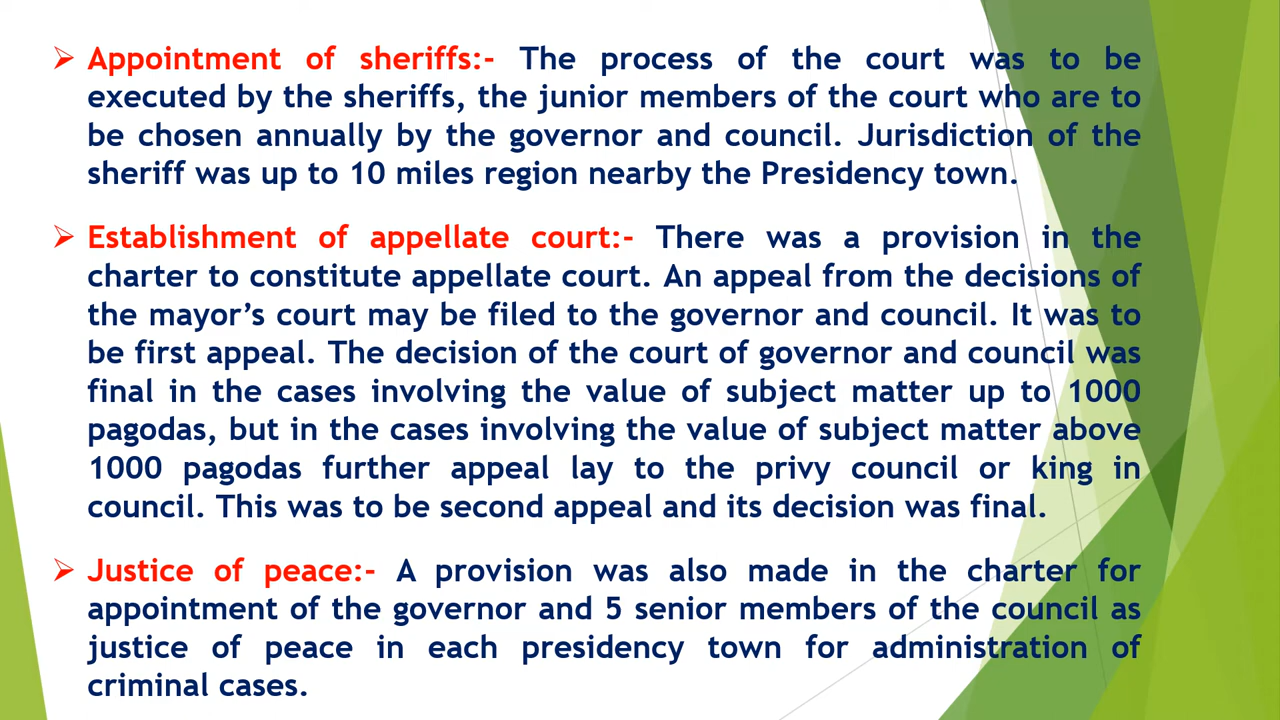 Appointment of sheriffs:- The process of the court was to be
executed by the sheriffs, the junior members of the court who are to
be chosen annually by the governor and council. Jurisdiction of the
sheriff was up to 10 miles region nearby the Presidency town.
Establishment of appellate court:- There was a provision in the
charter to constitute appellate court. An appeal from the decisions of
the mayor’s court may be filed to the governor and council. It was to
be first appeal. The decision of the court of governor and council was
final in the cases involving the value of subject matter up to 1000
pagodas, but in the cases involving the value of subject matter above
1000 pagodas further appeal lay to the privy council or king in
council. This was to be second appeal and its decision was final.
Justice of peace:- A provision was also made in the charter for
appointment of the governor and 5 senior members of the council as
justice of peace in each presidency town for administration of
criminal cases.